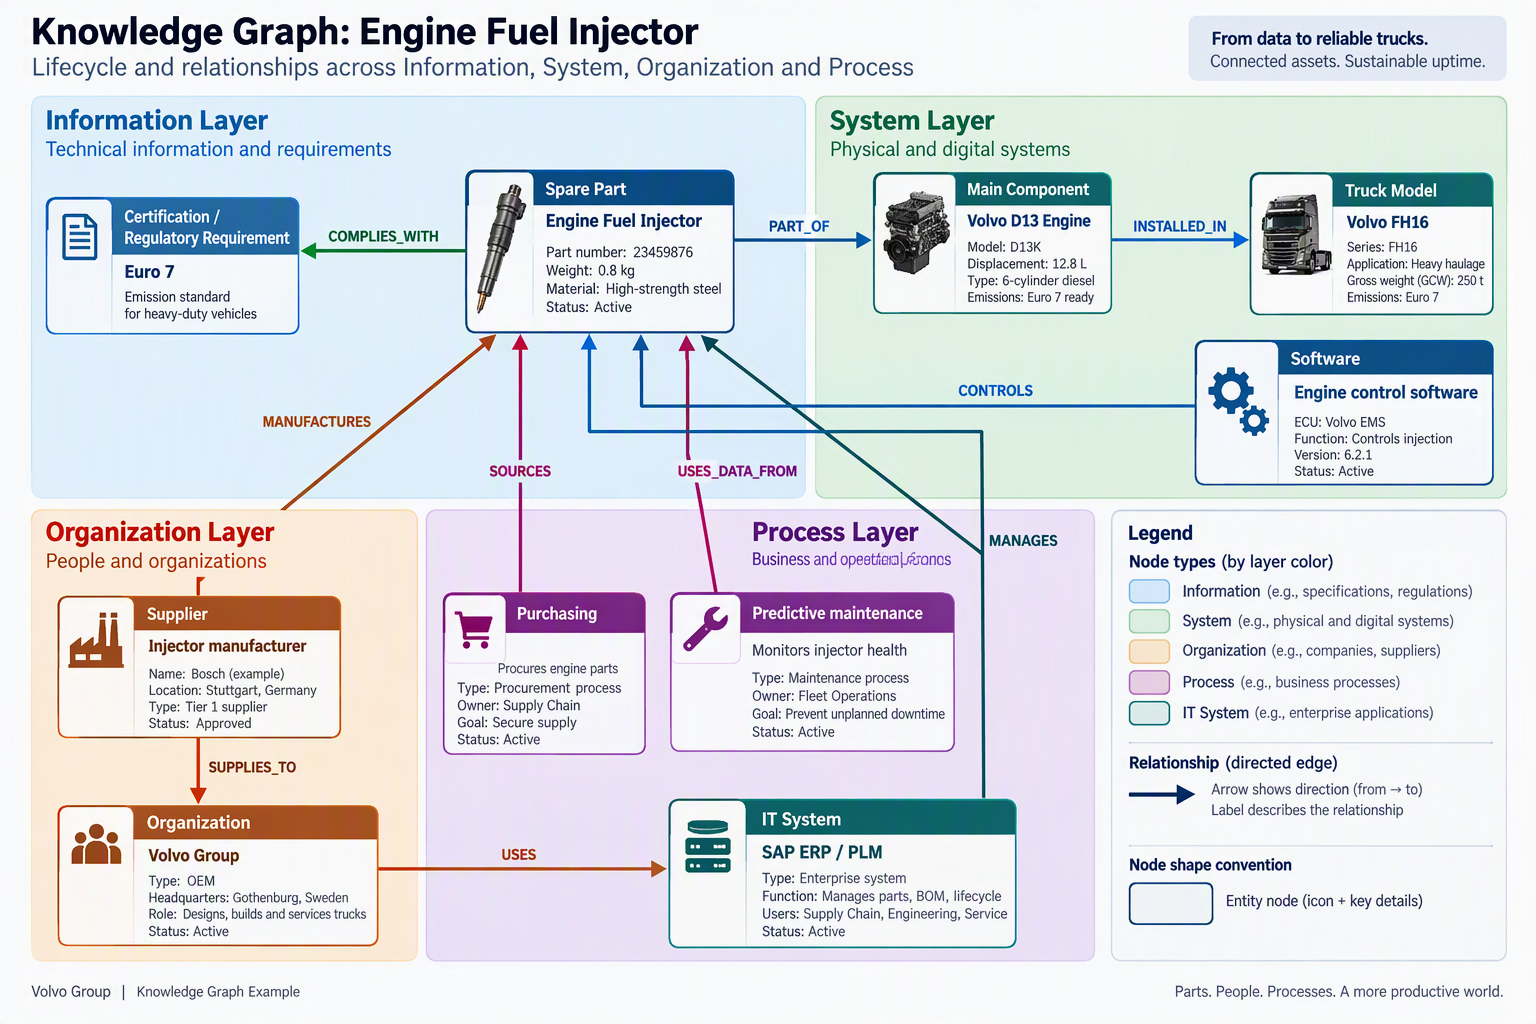 Knowledge Graph: Engine Fuel Injector
Lifecycle and relationships across Information, System, Organization and Process
From data to reliable trucks.
Connected assets. Sustainable uptime.
Information Layer
Technical information and requirements
Certification /
Regulatory Requirement
Euro 7
Emission standard
for heavy-duty vehicles
COMPLIES_WITH
Spare Part
Engine Fuel Injector
Part number: 23459876
Weight: 0.8 kg
Material: High-strength steel
Status: Active
PART_OF
System Layer
Physical and digital systems
Main Component
Volvo D13 Engine
Model: D13K
Displacement: 12.8 L
Type: 6-cylinder diesel
Emissions: Euro 7 ready
INSTALLED_IN
Truck Model
Volvo FH16
Series: FH16
Application: Heavy haulage
Gross weight (GCW): 250 t
Emissions: Euro 7
Software
Engine control software
ECU: Volvo EMS
Function: Controls injection
Version: 6.2.1
Status: Active
CONTROLS
MANUFACTURES
SOURCES
USES_DATA_FROM
MANAGES
Organization Layer
People and organizations
Supplier
Injector manufacturer
Name: Bosch (example)
Location: Stuttgart, Germany
Type: Tier 1 supplier
Status: Approved
SUPPLIES_TO
Organization
Volvo Group
Type: OEM
Headquarters: Gothenburg, Sweden
Role: Designs, builds and services trucks
Status: Active
USES
Process Layer
Business and
Purchasing
Procures engine parts
Type: Procurement process
Owner: Supply Chain
Goal: Secure supply
Status: Active
Predictive maintenance
Monitors injector health
Type: Maintenance process
Owner: Fleet Operations
Goal: Prevent unplanned downtime
Status: Active
IT System
SAP ERP / PLM
Type: Enterprise system
Function: Manages parts, BOM, lifecycle
Users: Supply Chain, Engineering, Service
Status: Active
Legend
Node types (by layer color)
Information (e.g., specifications, regulations)
System (e.g., physical and digital systems)
Organization (e.g., companies, suppliers)
Process (e.g., business processes)
IT System (e.g., enterprise applications)
Relationship (directed edge)
Arrow shows direction (from → to)
Label describes the relationship
Node shape convention
Entity node (icon + key details)
Volvo Group | Knowledge Graph Example
Parts. People. Processes. A more productive world.